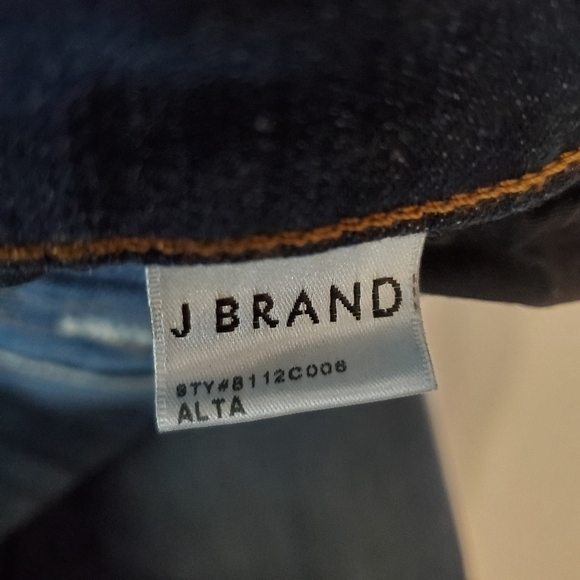 J BRAND
STY#8112C006
ALTA